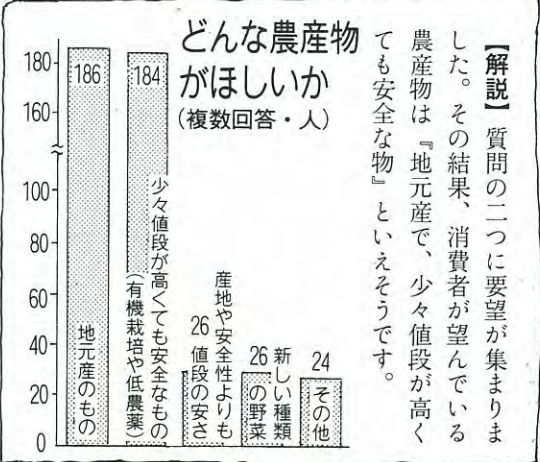 【解説】質問の二つに要望が集まりま
した。その結果、消費者が望んでいる
農産物は『地元産で、少々値段が高く
ても安全な物』といえそうです。
どんな農産物
がほしいか
(複数回答・人)
180
160
100
80
60
40
20
0
186
地元産のもの
184
少々値段が高くても安全なもの
(有機栽培や低農薬)
26
産地や安全性よりも
値段の安さ
26
新しい種類
の野菜
24
その他